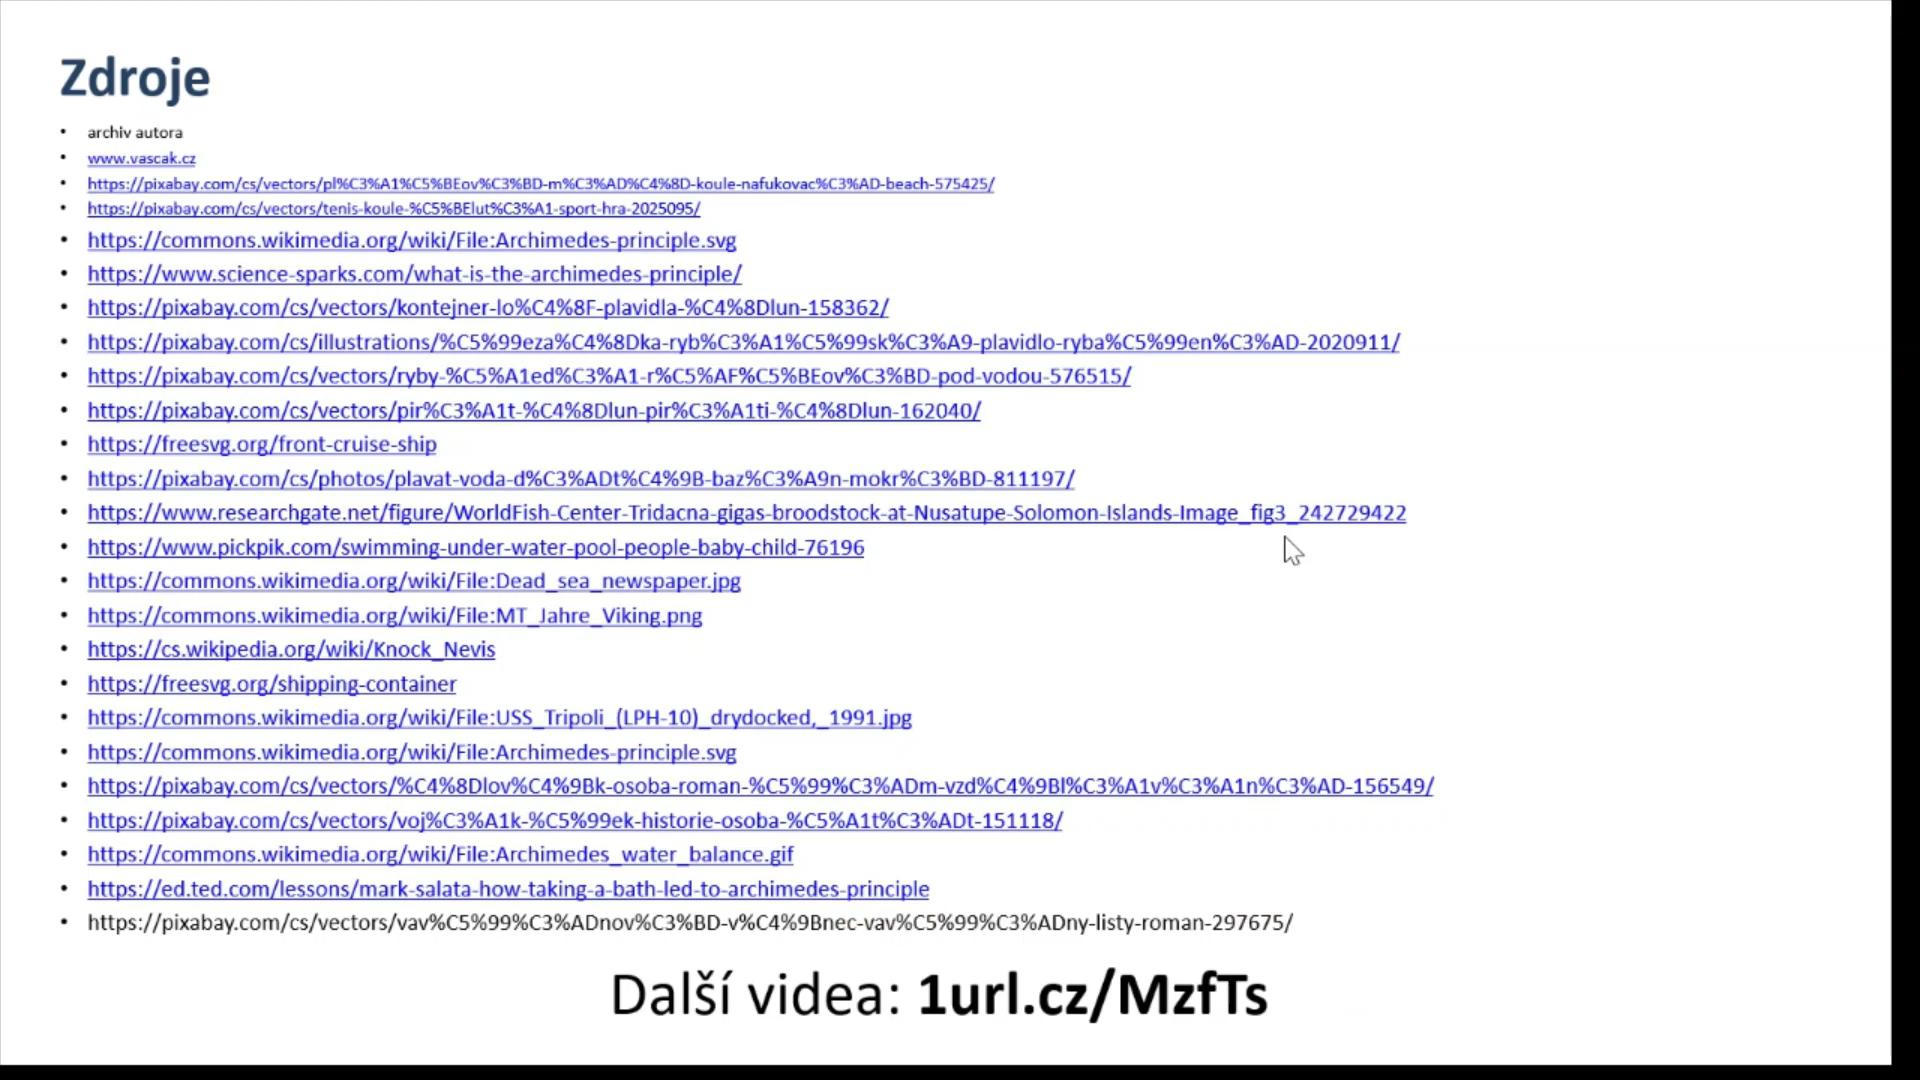 Zdroje
• archiv autora
• www.vascak.cz
• https://pixabay.com/cs/vectors/pl%C3%A1%C5%BEov%C3%BD-m%C3%AD%C4%8D-koule-nafukovac%C3%AD-beach-575425/
• https://pixabay.com/cs/vectors/tenis-koule-%C5%BElut%C3%A1-sport-hra-2025095/
• https://commons.wikimedia.org/wiki/File:Archimedes-principle.svg
• https://www.science-sparks.com/what-is-the-archimedes-principle/
• https://pixabay.com/cs/vectors/kontejner-lo%C4%8F-plavidla-%C4%8Dlun-158362/
• https://pixabay.com/cs/illustrations/%C5%99eza%C4%8Dka-ryb%C3%A1%C5%99sk%C3%A9-plavidlo-ryba%C5%99en%C3%AD-2020911/
• https://pixabay.com/cs/vectors/ryby-%C5%A1ed%C3%A1-r%C5%AF%C5%BEov%C3%BD-pod-vodou-576515/
• https://pixabay.com/cs/vectors/pir%C3%A1t-%C4%8Dlun-pir%C3%A1ti-%C4%8Dlun-162040/
• https://freesvg.org/front-cruise-ship
• https://pixabay.com/cs/photos/plavat-voda-d%C3%ADt%C4%9B-baz%C3%A9n-mokr%C3%BD-811197/
• https://www.researchgate.net/figure/WorldFish-Center-Tridacna-gigas-broodstock-at-Nusatupe-Solomon-Islands-Image_fig3_242729422
• https://www.pickpik.com/swimming-under-water-pool-people-baby-child-76196
• https://commons.wikimedia.org/wiki/File:Dead_sea_newspaper.jpg
• https://commons.wikimedia.org/wiki/File:MT_Jahre_Viking.png
• https://cs.wikipedia.org/wiki/Knock_Nevis
• https://freesvg.org/shipping-container
• https://commons.wikimedia.org/wiki/File:USS_Tripoli_(LPH-10)_drydocked,_1991.jpg
• https://commons.wikimedia.org/wiki/File:Archimedes-principle.svg
• https://pixabay.com/cs/vectors/%C4%8Dlov%C4%9Bk-osoba-roman-%C5%99%C3%ADm-vzd%C4%9Bl%C3%A1v%C3%A1n%C3%AD-156549/
• https://pixabay.com/cs/vectors/voj%C3%A1k-%C5%99ek-historie-osoba-%C5%A1t%C3%ADt-151118/
• https://commons.wikimedia.org/wiki/File:Archimedes_water_balance.gif
• https://ed.ted.com/lessons/mark-salata-how-taking-a-bath-led-to-archimedes-principle
• https://pixabay.com/cs/vectors/vav%C5%99%C3%ADnov%C3%BD-v%C4%9Bnec-vav%C5%99%C3%ADny-listy-roman-297675/
Další videa: 1url.cz/MzfTs